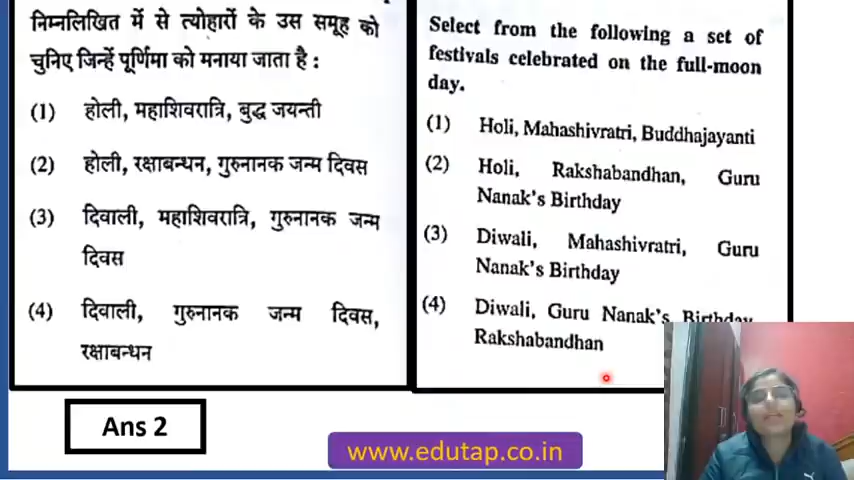 निम्नलिखित में से त्योहारों के उस समूह को
चुनिए जिन्हें पूर्णिमा को मनाया जाता है :
(1) होली, महाशिवरात्रि, बुद्ध जयन्ती
(2) होली, रक्षाबन्धन, गुरुनानक जन्म दिवस
(3) दिवाली, महाशिवरात्रि, गुरुनानक जन्म
दिवस
(4) दिवाली, गुरुनानक जन्म दिवस,
रक्षाबन्धन
Select from the following a set of
festivals celebrated on the full-moon
day.
(1) Holi, Mahashivratri, Buddhajayanti
(2) Holi, Rakshabandhan, Guru
Nanak's Birthday
(3) Diwali, Mahashivratri, Guru
Nanak's Birthday
(4) Diwali, Guru Nanak's Birthday
Rakshabandhan
Ans 2
www.edutap.co.in